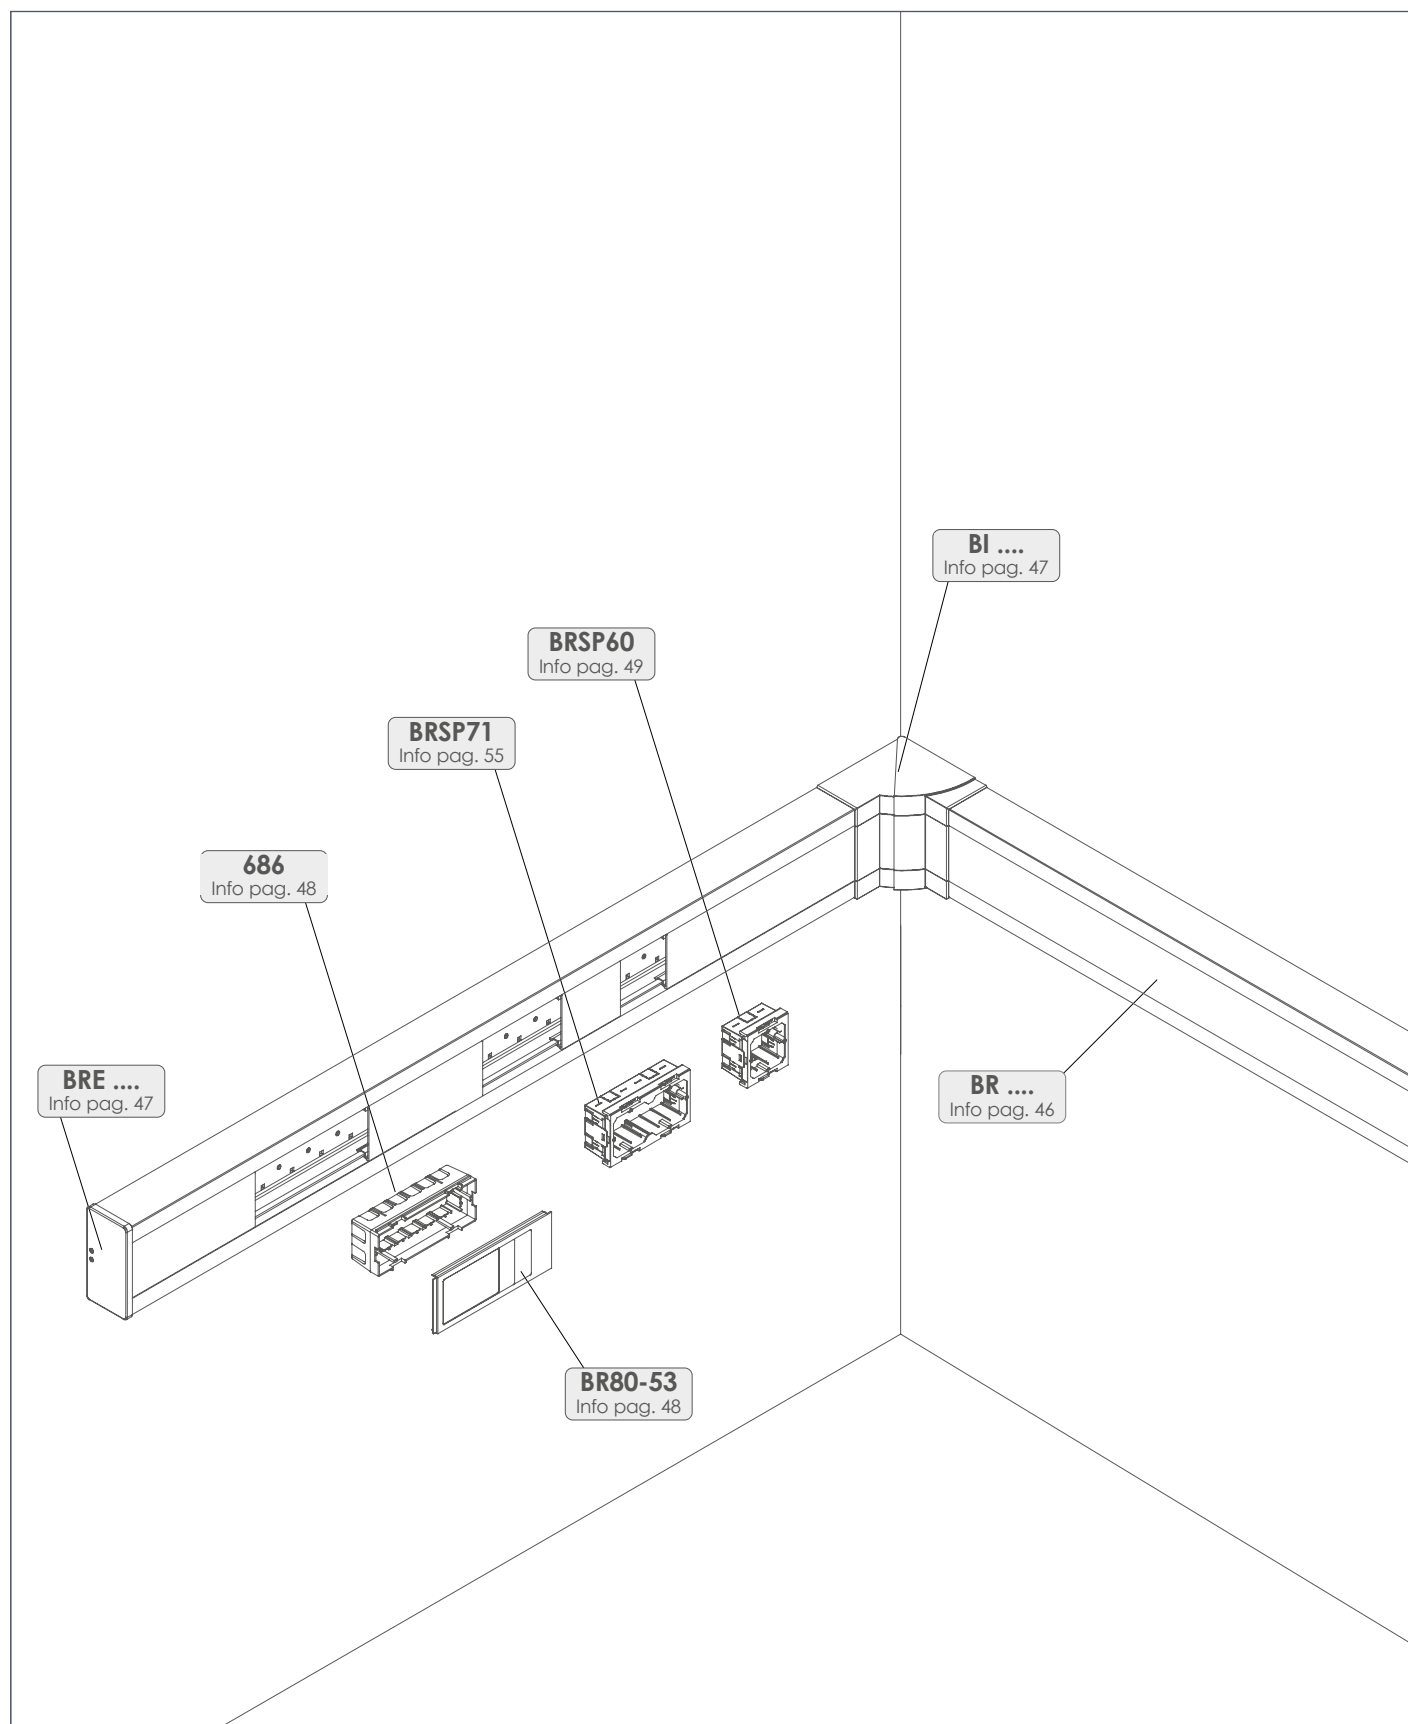 BI ....
Info pag. 47
BRSP60
Info pag. 49
BRSP71
Info pag. 55
686
Info pag. 48
BRE ....
Info pag. 47
BR ....
Info pag. 46
BR80-53
Info pag. 48